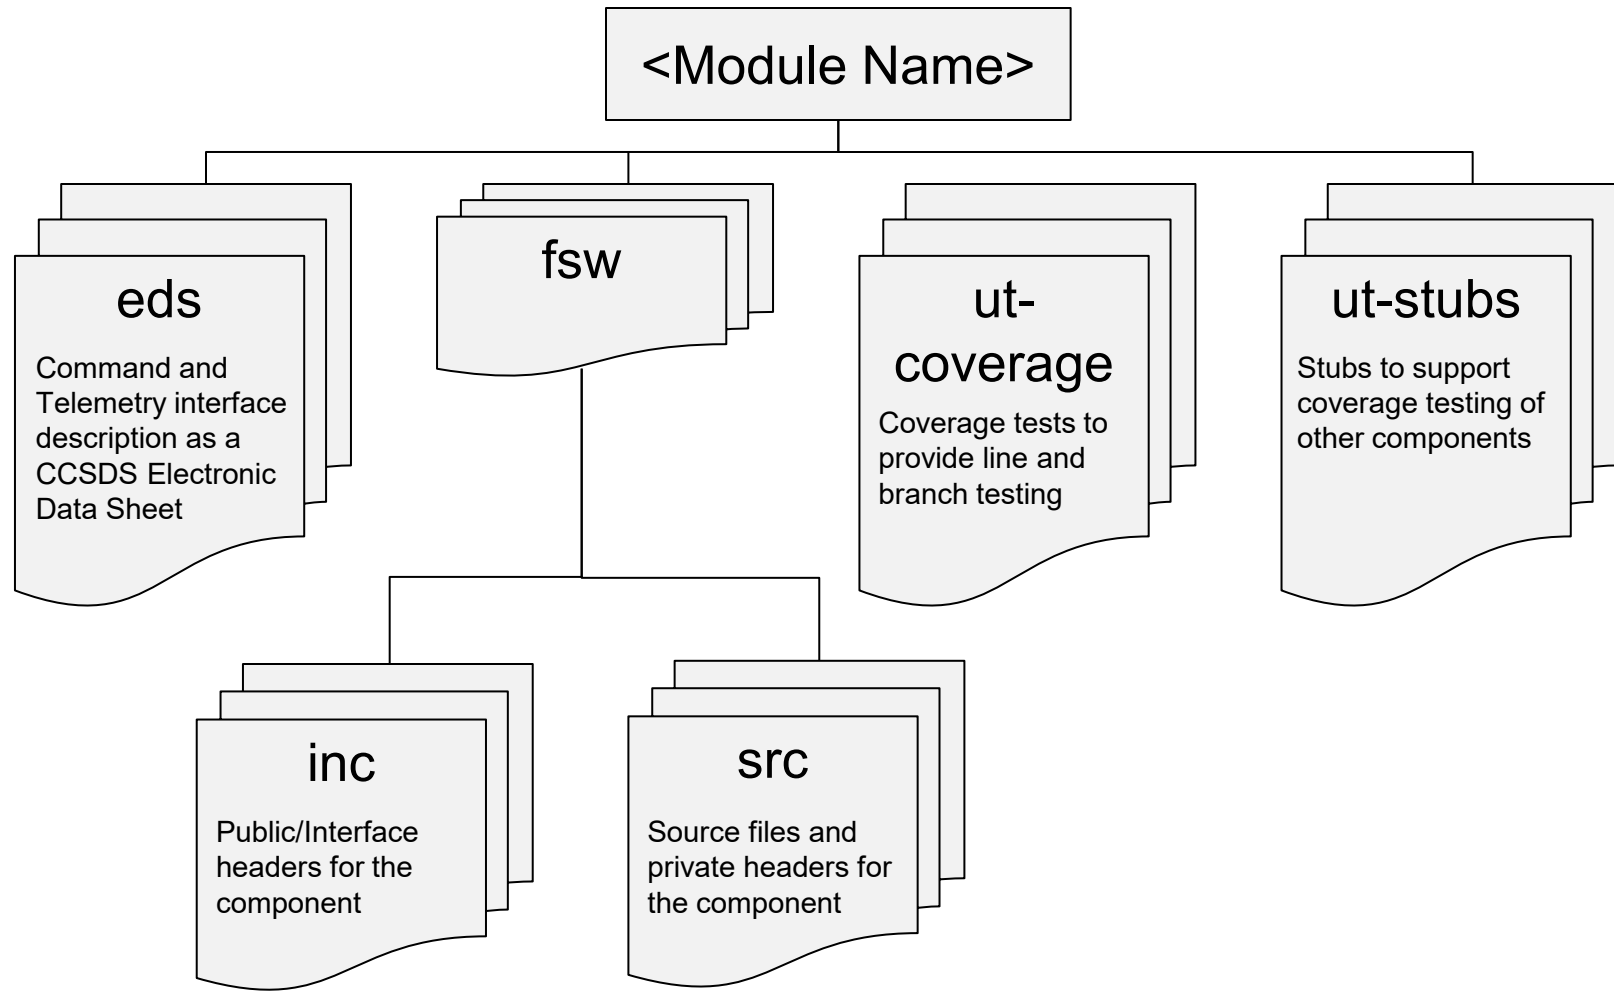 <Module Name>
eds
Command and
Telemetry interface
description as a
CCSDS Electronic
Data Sheet
fsw
ut-
coverage
Coverage tests to
provide line and
branch testing
ut-stubs
Stubs to support
coverage testing of
other components
inc
Public/Interface
headers for the
component
src
Source files and
private headers for
the component